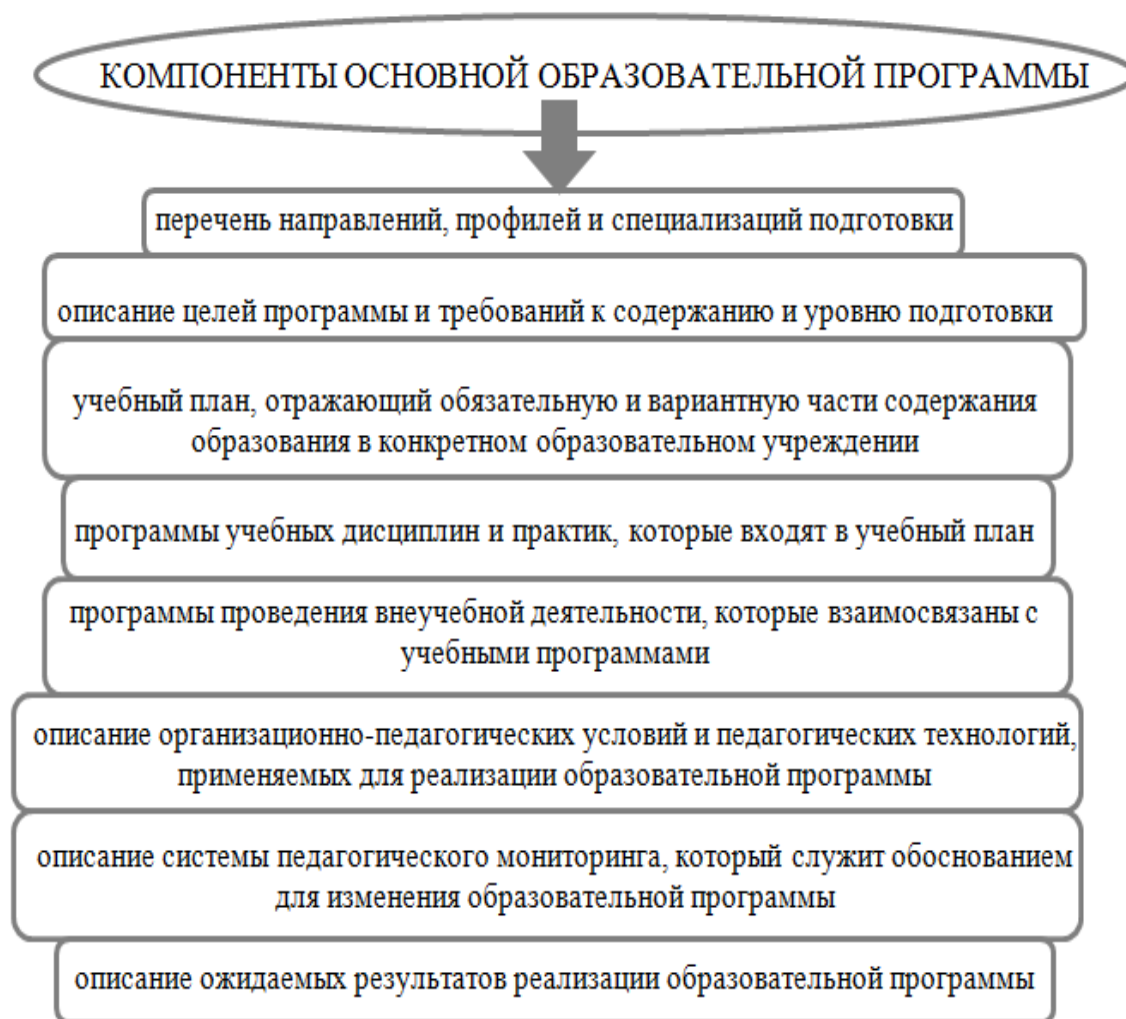 КОМПОНЕНТЫ ОСНОВНОЙ ОБРАЗОВАТЕЛЬНОЙ ПРОГРАММЫ
перечень направлений, профилей и специализаций подготовки
описание целей программы и требований к содержанию и уровню подготовки
учебный план, отражающий обязательную и вариантную части содержания
образования в конкретном образовательном учреждении
программы учебных дисциплин и практик, которые входят в учебный план
программы проведения внеучебной деятельности, которые взаимосвязаны с
учебными программами
описание организационно-педагогических условий и педагогических технологий,
применяемых для реализации образовательной программы
описание системы педагогического мониторинга, который служит обоснованием
для изменения образовательной программы
описание ожидаемых результатов реализации образовательной программы